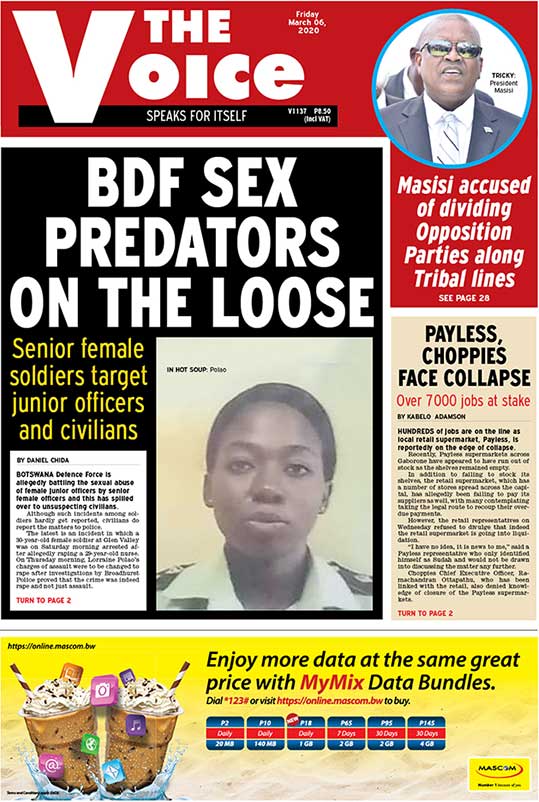 THE
VOICE
SPEAKS FOR ITSELF
Friday
March 06,
2020
V1137 P8.50
(Incl VAT)
TRICKY:
President
Masisi
Masisi accused
of dividing
Opposition
Parties along
Tribal lines
SEE PAGE 28
BDF SEX
PREDATORS
ON THE LOOSE
Senior female
soldiers target
junior officers
and civilians
IN HOT SOUP: Polao
BY DANIEL CHIDA
BOTSWANA Defence Force is
allegedly battling the sexual abuse
of female junior officers by senior
female officers and this has spilled
over to unsuspecting civilians.
Although such incidents among sol-
diers hardly get reported, civilians do
report the matters to police.
The latest is an incident in which a
30-year-old female soldier at Glen Valley
was on Saturday morning arrested af-
ter allegedly raping a 28-year-old nurse.
On Thursday morning, Lorraine Polao's
charges of assault were to be changed to
rape after investigations by Broadhurst
Police proved that the crime was indeed
rape and not just assault.
TURN TO PAGE 2
PAYLESS,
CHOPPIES
FACE COLLAPSE
Over 7000 jobs at stake
BY KABELO ADAMSON
HUNDREDS of jobs are on the line as
local retail supermarket, Payless, is
reportedly on the edge of collapse.
Recently, Payless supermarkets across
Gaborone have appeared to have run out of
stock as the shelves remained empty.
In addition to failing to stock its
shelves, the retail supermarket, which has
a number of stores spread across the capi-
tal, has allegedly been failing to pay its
suppliers as well, with many contemplating
taking the legal route to recoup their over-
due payments.
However, the retail representatives on
Wednesday refused to divulge that indeed
the retail supermarket is going into liqui-
dation.
"I have no idea, it is news to me," said a
Payless representative who only identified
himself as Sudah and would not be drawn
into discussing the matter any further.
Choppies Chief Executive Officer, Ra-
machandran Ottapathu, who has been
linked with the retail, also denied knowl-
edge of closure of the Payless supermar-
kets.
TURN TO PAGE 2
https://online.mascom.bw
Enjoy more data at the same great
price with MyMix Data Bundles.
Dial *123# or visit https://online.mascom.bw to buy.
NEW
P2 P10 P18 P65 P95 P145
Daily Daily Daily 7 Days 30 Days 30 Days
20 MB 140 MB 1 GB 2 GB 2 GB 4 GB
MASCOM
Number 1 because of you.